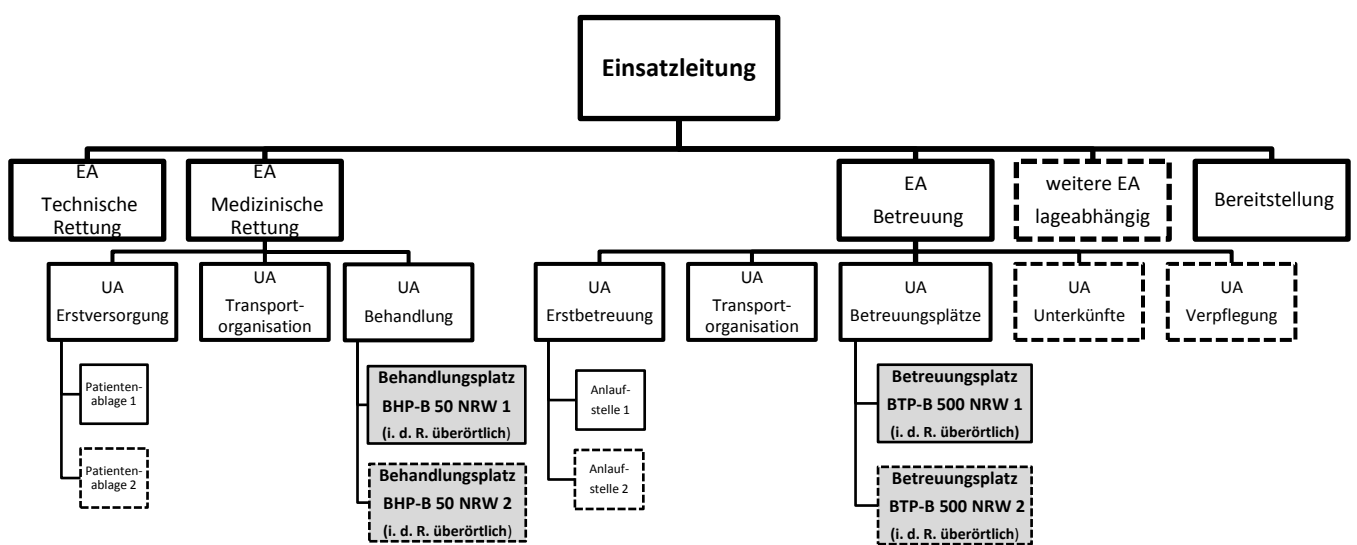 Einsatzleitung
EA
Technische
Rettung
EA
Medizinische
Rettung
EA
Betreuung
weitere EA
lageabhängig
Bereitstellung
UA
Erstversorgung
UA
Transport-
organisation
UA
Behandlung
UA
Erstbetreuung
UA
Transport-
organisation
UA
Betreuungsplätze
UA
Unterkünfte
UA
Verpflegung
Patienten-
ablage 1
Behandlungsplatz
BHP-B 50 NRW 1
(i. d. R. überörtlich)
Anlauf-
stelle 1
Betreuungsplatz
BTP-B 500 NRW 1
(i. d. R. überörtlich)
Patienten-
ablage 2
Behandlungsplatz
BHP-B 50 NRW 2
(i. d. R. überörtlich)
Anlauf-
stelle 2
Betreuungsplatz
BTP-B 500 NRW 2
(i. d. R. überörtlich)